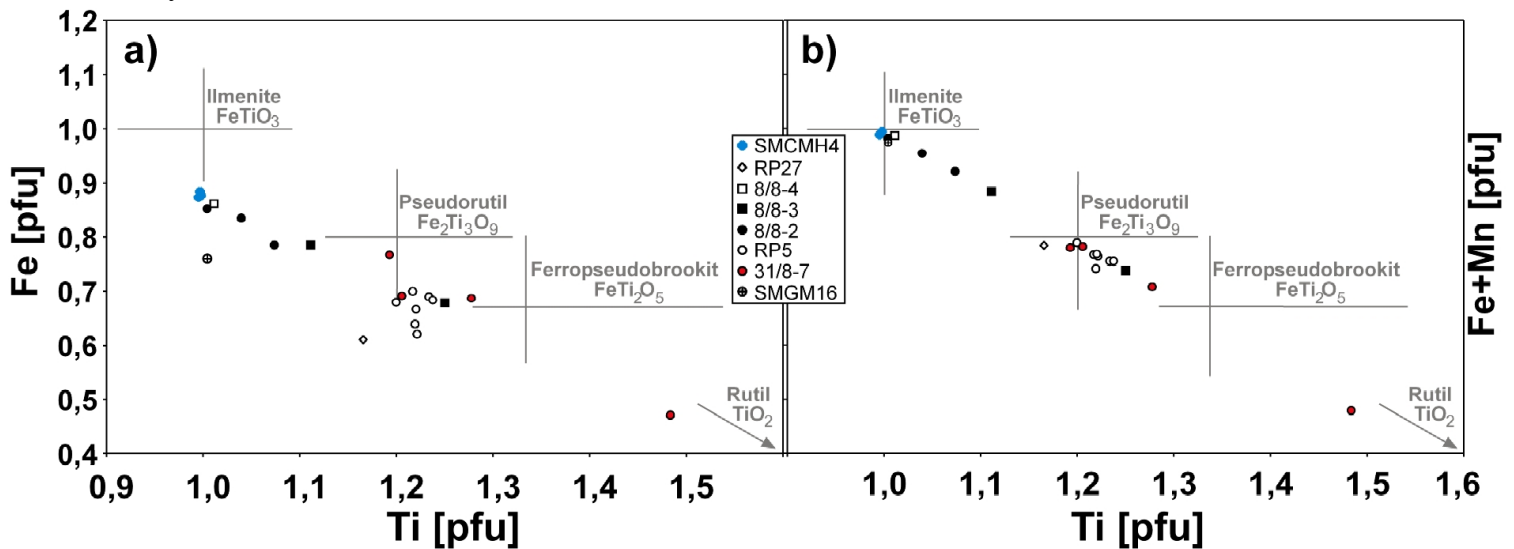 1,2
1,1
1,0
0,9
0,8
0,7
0,6
0,5
0,4
Fe [pfu]
a)
Ilmenite
FeTiO3
Pseudorutil
Fe2Ti3O9
Ferropseudobrookit
FeTi2O5
Rutil
TiO2
0,9 1,0 1,1 1,2 1,3 1,4 1,5
Ti [pfu]
SMCMH4
RP27
8/8-4
8/8-3
8/8-2
RP5
31/8-7
SMGM16
b)
Ilmenite
FeTiO3
Pseudorutil
Fe2Ti3O9
Ferropseudobrookit
FeTi2O5
Rutil
TiO2
1,0 1,1 1,2 1,3 1,4 1,5 1,6
Ti [pfu]
Fe+Mn [pfu]